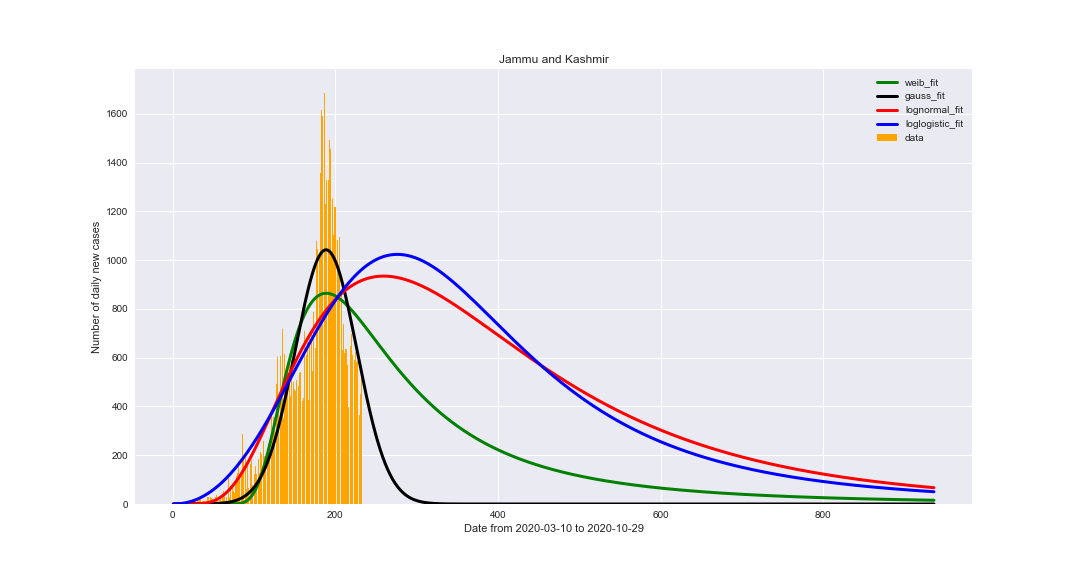 Jammu and Kashmir
weib_fit
gauss_fit
lognormal_fit
loglogistic_fit
data
Number of daily new cases
1600
1400
1200
1000
800
600
400
200
0
0 200 400 600 800
Date from 2020-03-10 to 2020-10-29